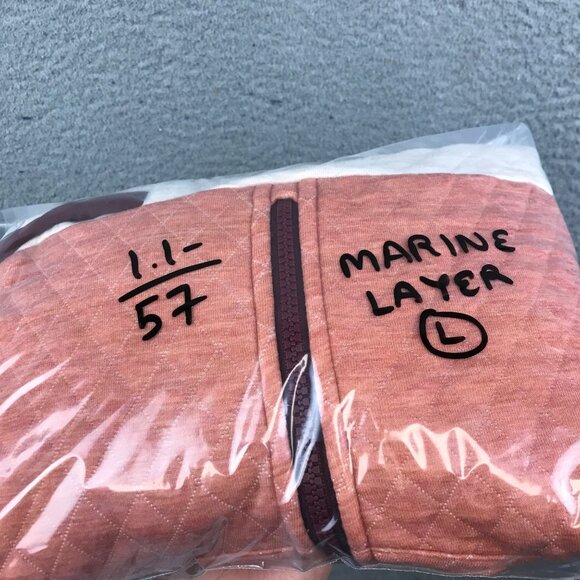 1.1-
57
MARINE
LAYER
L